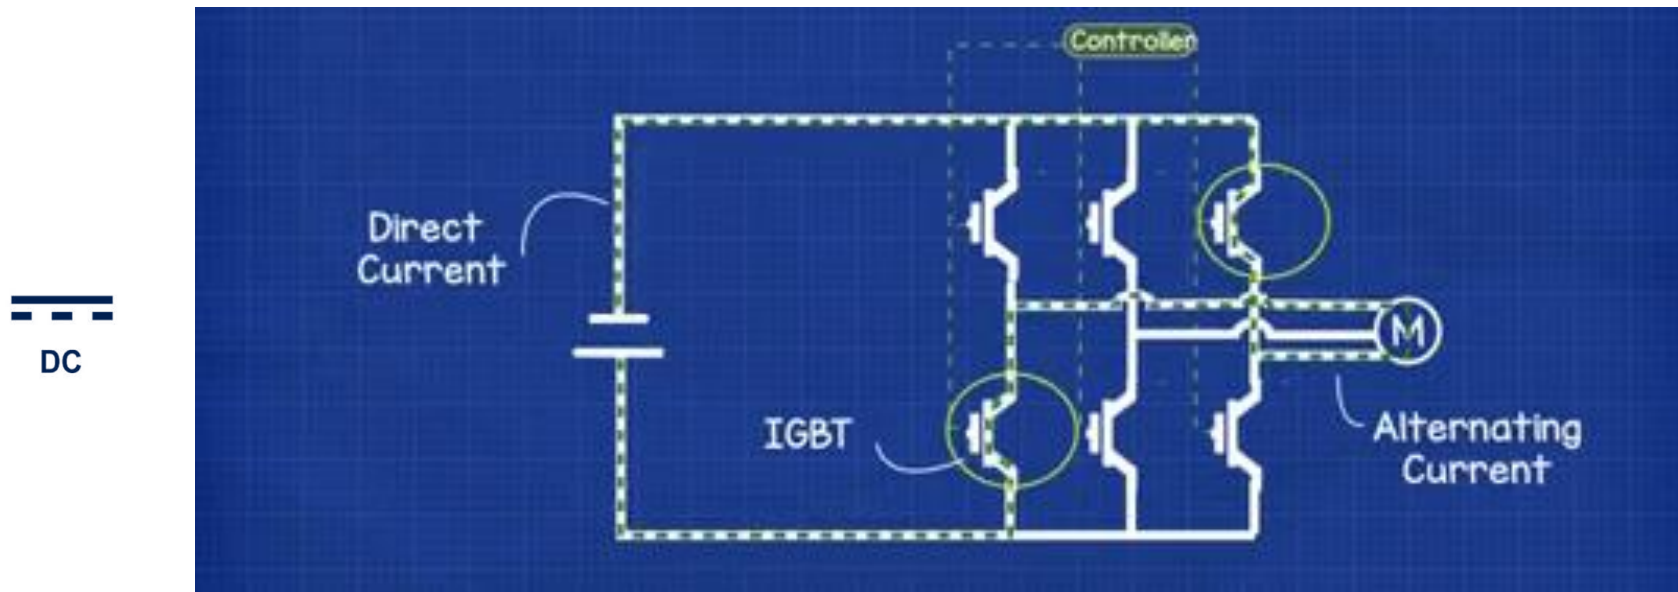 Controller
Direct
Current
DC
IGBT
M
Alternating
Current